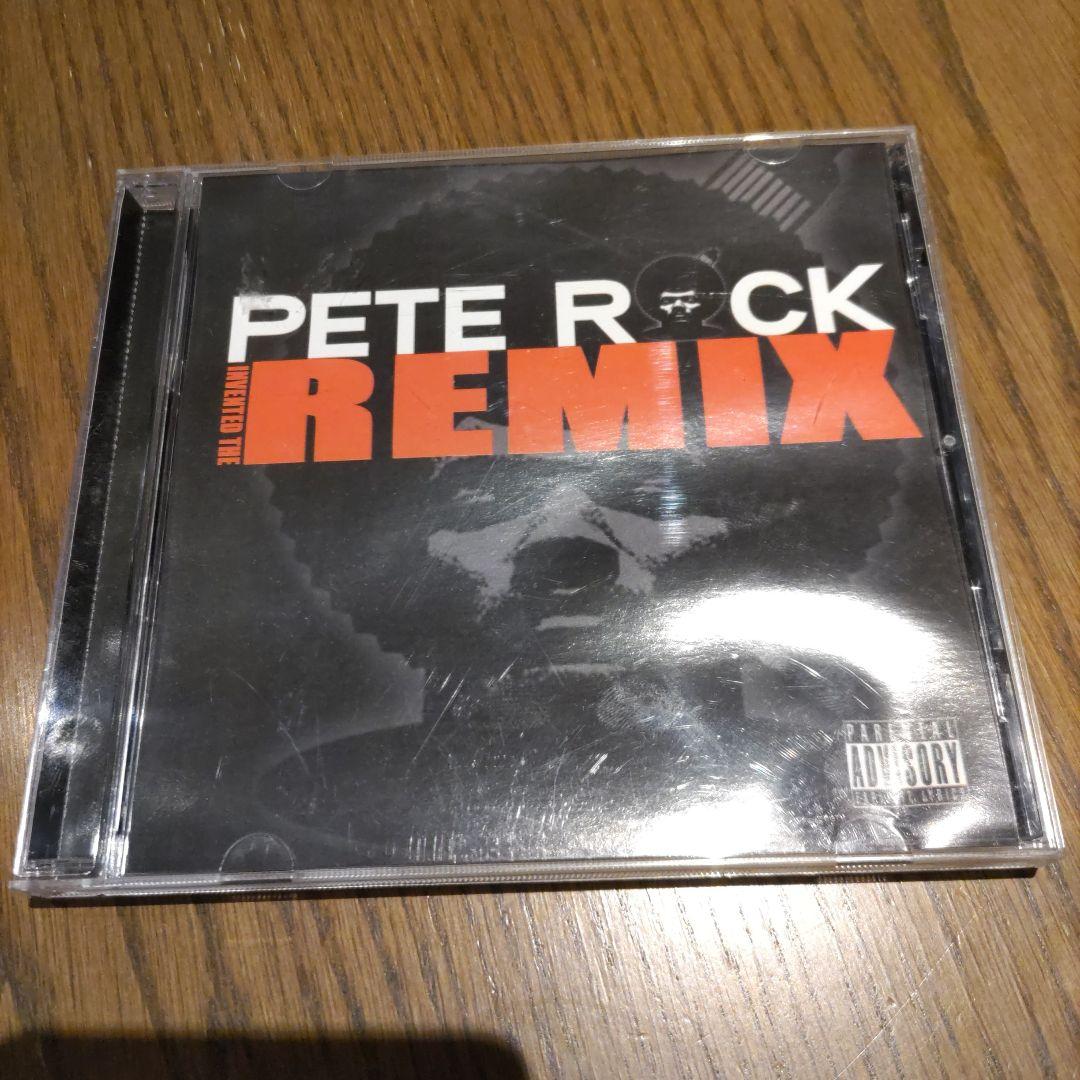 PETE ROCK
INVENTED THE
REMIX
PARENTAL
ADVISORY